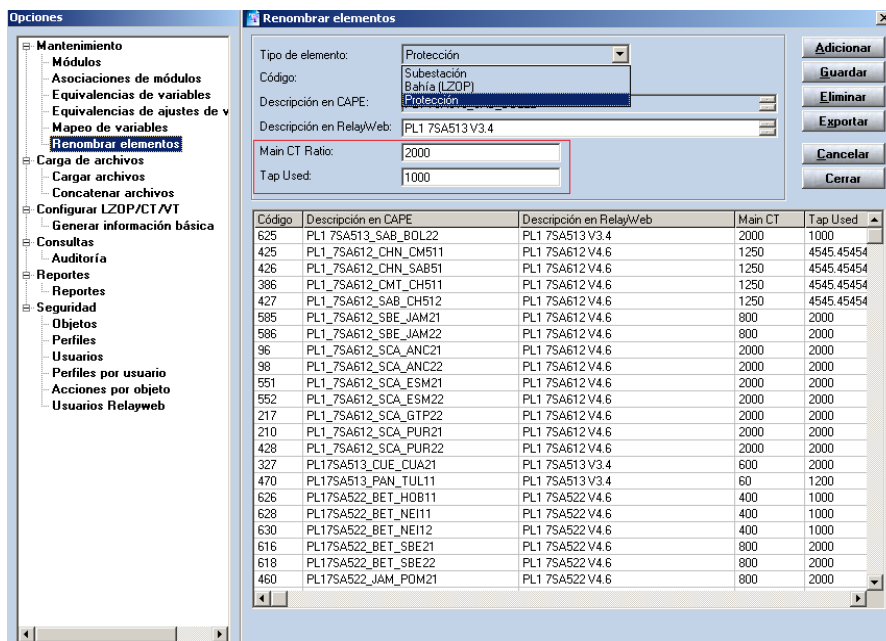 Opciones
Mantenimiento
Módulos
Asociaciones de módulos
Equivalencias de variables
Equivalencias de ajustes de v
Mapeo de variables
Renombrar elementos
Carga de archivos
Cargar archivos
Concatenar archivos
Configurar LZOP/CT/VT
Generar información básica
Consultas
Auditoría
Reportes
Reportes
Seguridad
Objetos
Perfiles
Usuarios
Perfiles por usuario
Acciones por objeto
Usuarios Relayweb
Renombrar elementos
Tipo de elemento: Protección
Subestación
Bahía (LZOP)
Protección
Código:
Descripción en CAPE:
Descripción en RelayWeb: PL1 7SA513 V3.4
Main CT Ratio: 2000
Tap Used: 1000
Adicionar
Guardar
Eliminar
Exportar
Cancelar
Cerrar
Código Descripción en CAPE Descripción en RelayWeb Main CT Tap Used
625 PL1 7SA513_SAB_BOL22 PL1 7SA513 V3.4 2000 1000
425 PL1_7SA612_CHN_CM511 PL1 7SA612 V4.6 1250 4545.45454
426 PL1_7SA612_CHN_SAB51 PL1 7SA612 V4.6 1250 4545.45454
386 PL1_7SA612_CMT_CH511 PL1 7SA612 V4.6 1250 4545.45454
427 PL1_7SA612_SAB_CH512 PL1 7SA612 V4.6 1250 4545.45454
585 PL1_7SA612_SBE_JAM21 PL1 7SA612 V4.6 800 2000
586 PL1_7SA612_SBE_JAM22 PL1 7SA612 V4.6 800 2000
96 PL1_7SA612_SCA_ANC21 PL1 7SA612 V4.6 2000 2000
98 PL1_7SA612_SCA_ANC22 PL1 7SA612 V4.6 2000 2000
551 PL1_7SA612_SCA_ESM21 PL1 7SA612 V4.6 2000 2000
552 PL1_7SA612_SCA_ESM22 PL1 7SA612 V4.6 2000 2000
217 PL1_7SA612_SCA_GTP22 PL1 7SA612 V4.6 2000 2000
210 PL1_7SA612_SCA_PUR21 PL1 7SA612 V4.6 2000 2000
428 PL1_7SA612_SCA_PUR22 PL1 7SA612 V4.6 2000 2000
327 PL17SA513_CUE_CUA21 PL1 7SA513 V3.4 600 2000
470 PL17SA513_PAN_TUL11 PL1 7SA513 V3.4 60 1200
626 PL17SA522_BET_HOB11 PL1 7SA522 V4.6 400 1000
628 PL17SA522_BET_NEI11 PL1 7SA522 V4.6 400 1000
630 PL17SA522_BET_NEI12 PL1 7SA522 V4.6 400 1000
616 PL17SA522_BET_SBE21 PL1 7SA522 V4.6 800 2000
618 PL17SA522_BET_SBE22 PL1 7SA522 V4.6 800 2000
460 PL17SA522_JAM_POM21 PL1 7SA522 V4.6 800 2000